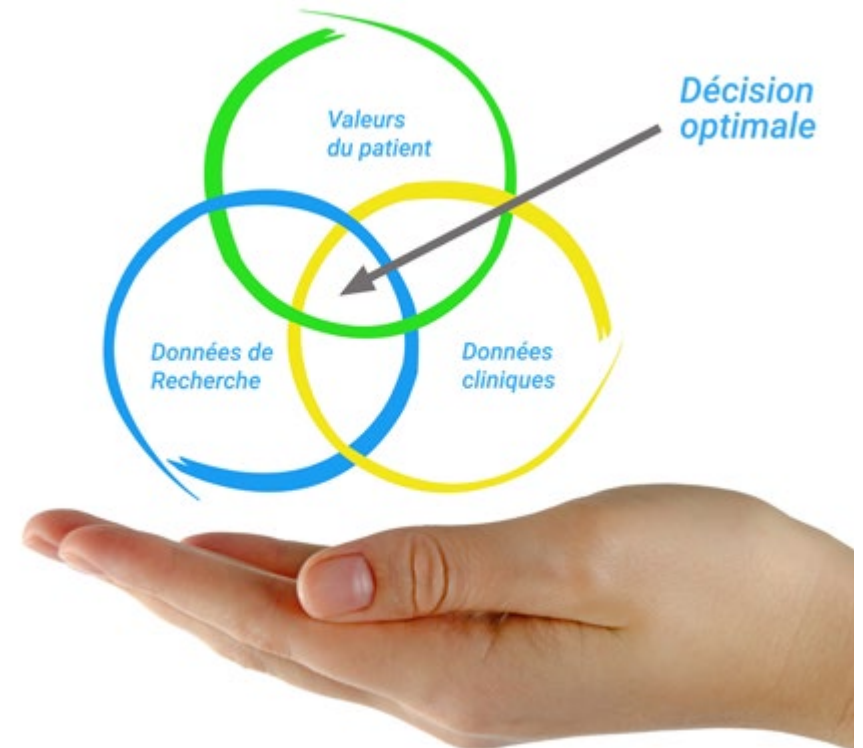 Décision
optimale
Valeurs
du patient
Données de
Recherche
Données
cliniques